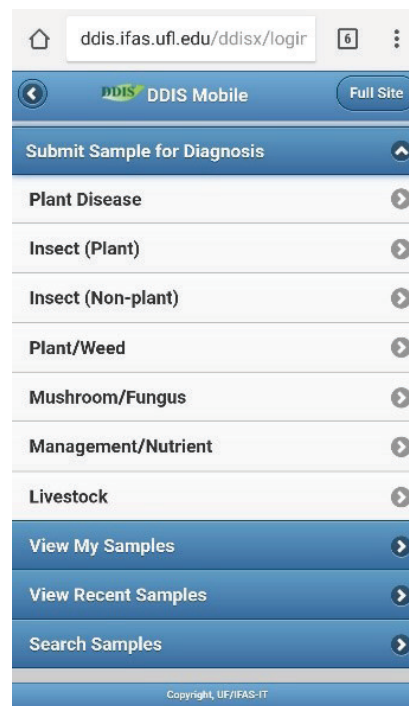 ddis.ifas.ufl.edu/ddisx/login 6
DDIS DDIS Mobile Full Site
Submit Sample for Diagnosis
Plant Disease
Insect (Plant)
Insect (Non-plant)
Plant/Weed
Mushroom/Fungus
Management/Nutrient
Livestock
View My Samples
View Recent Samples
Search Samples
Copyright, UF/IFAS-IT